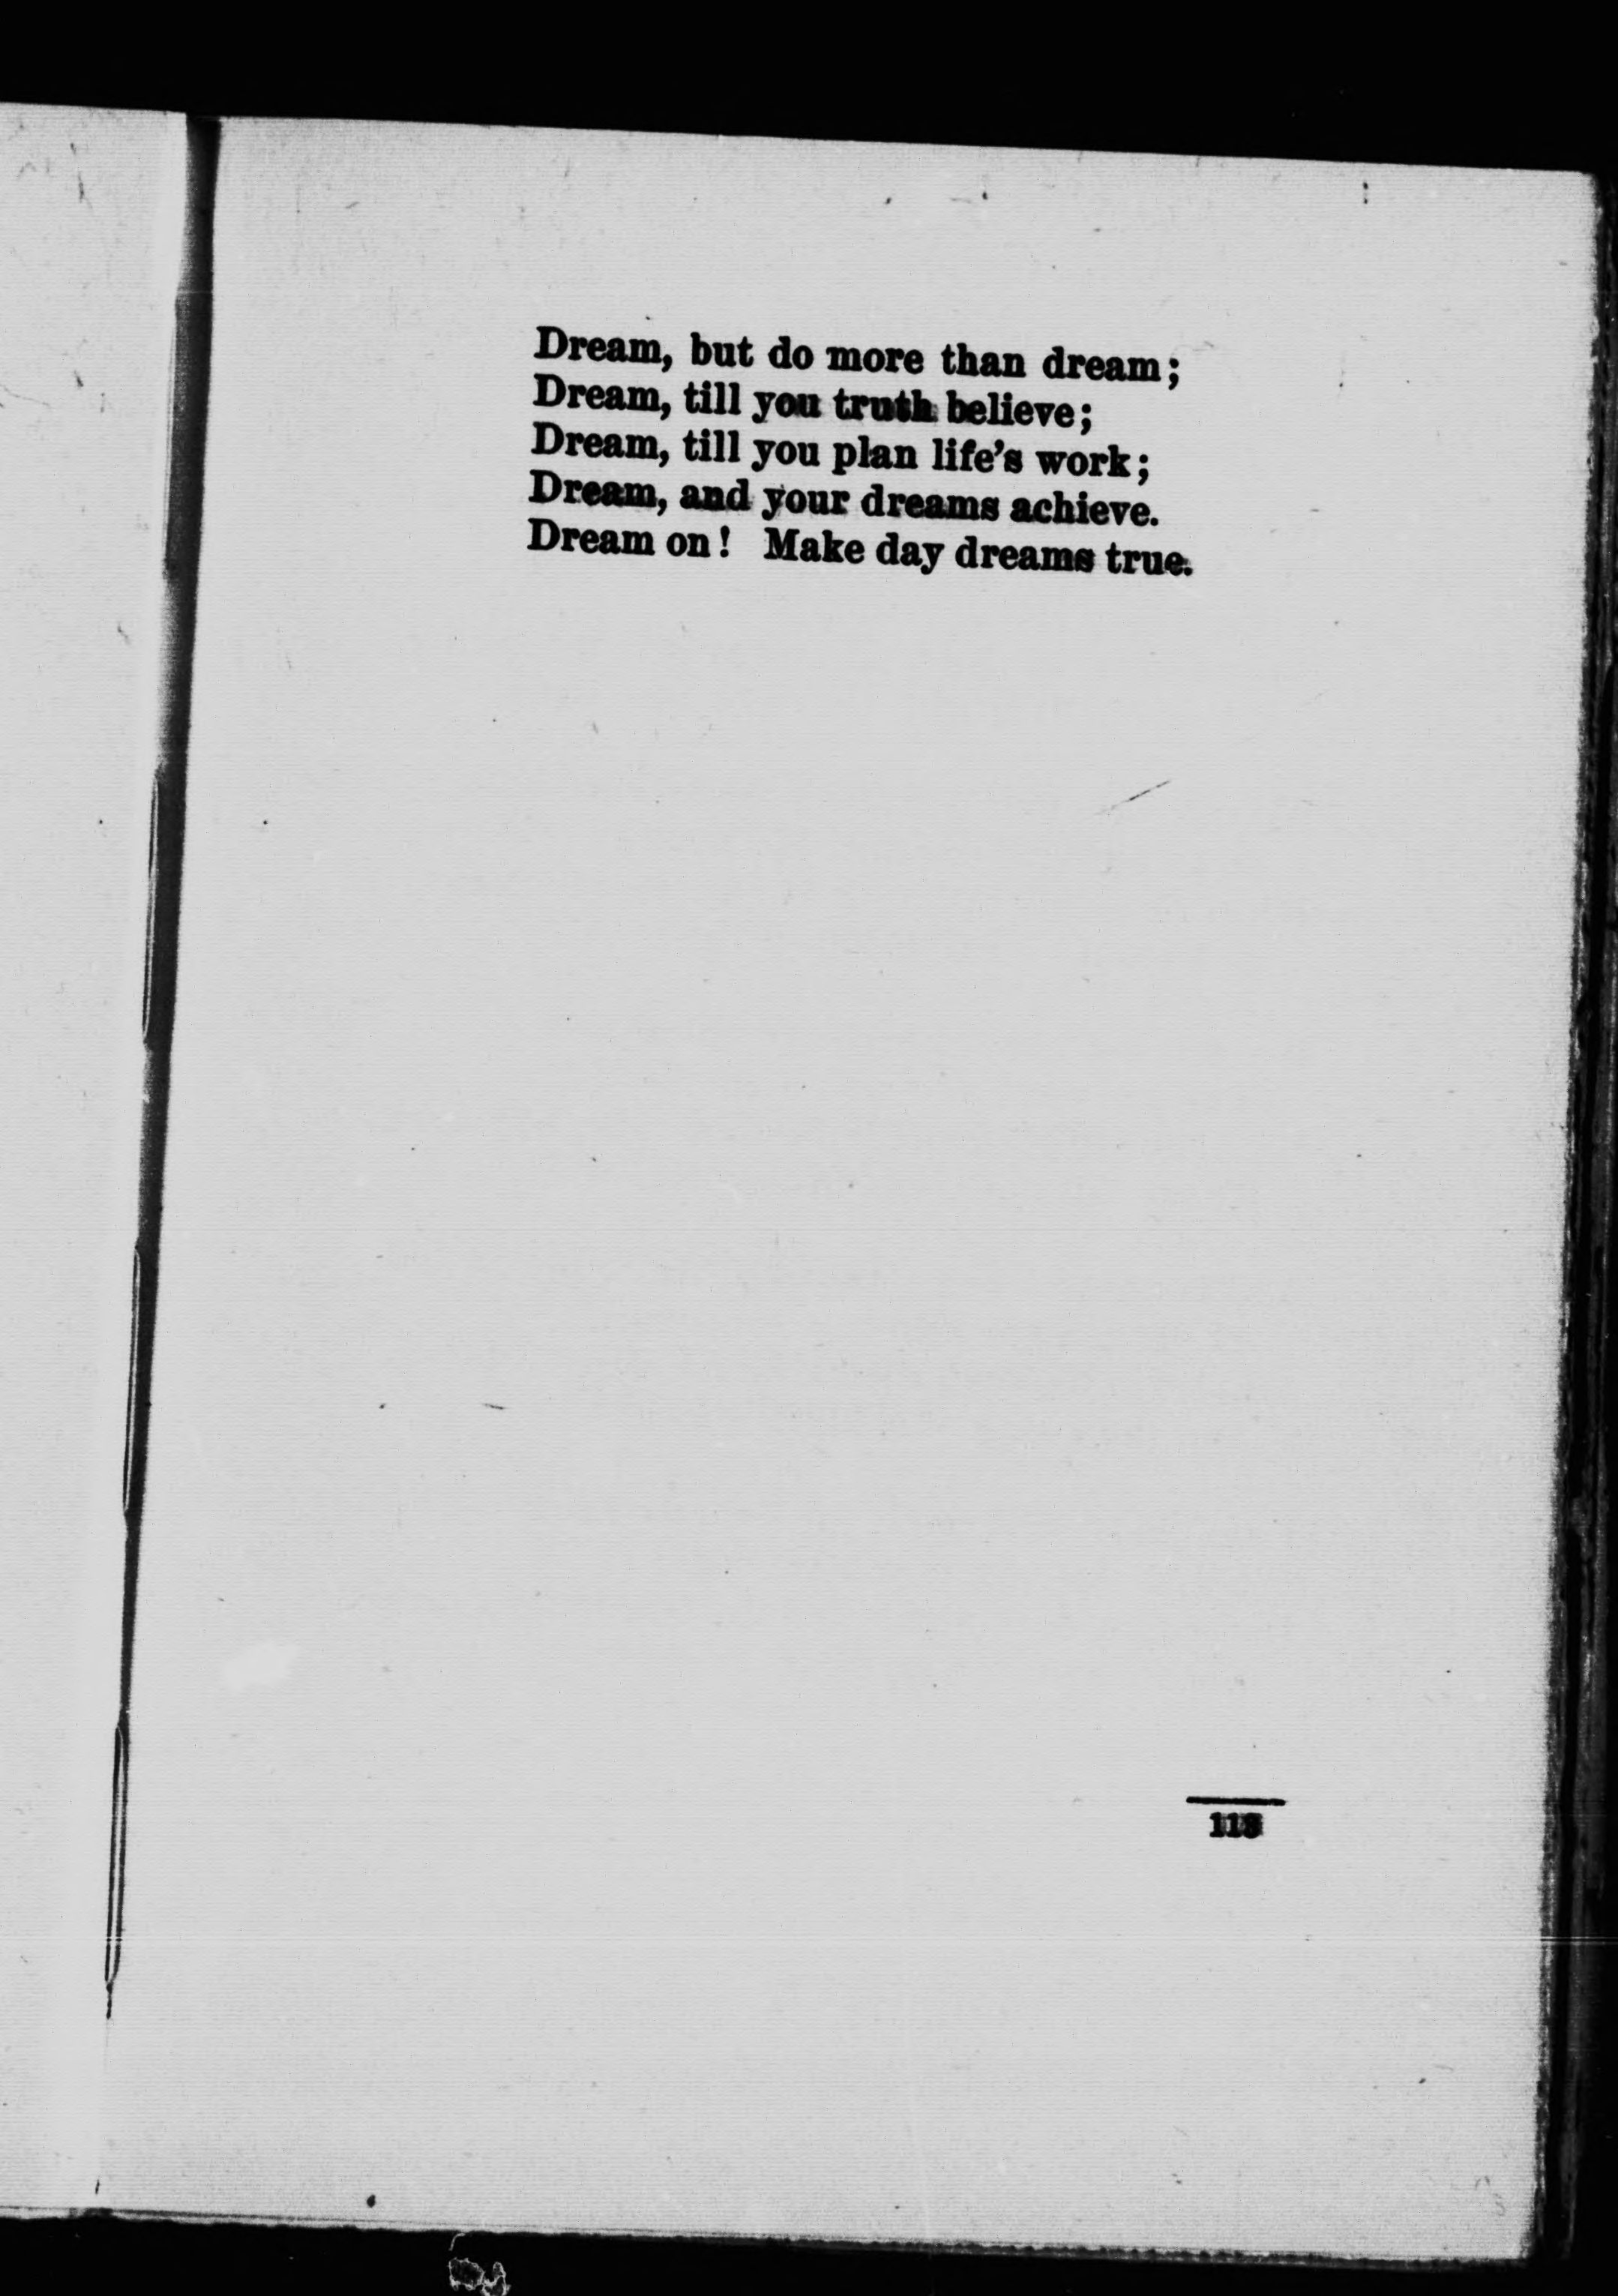 Dream, but do more than dream;
Dream, till you truth believe;
Dream, till you plan life's work;
Dream, and your dreams achieve.
Dream on! Make day dreams true.
113